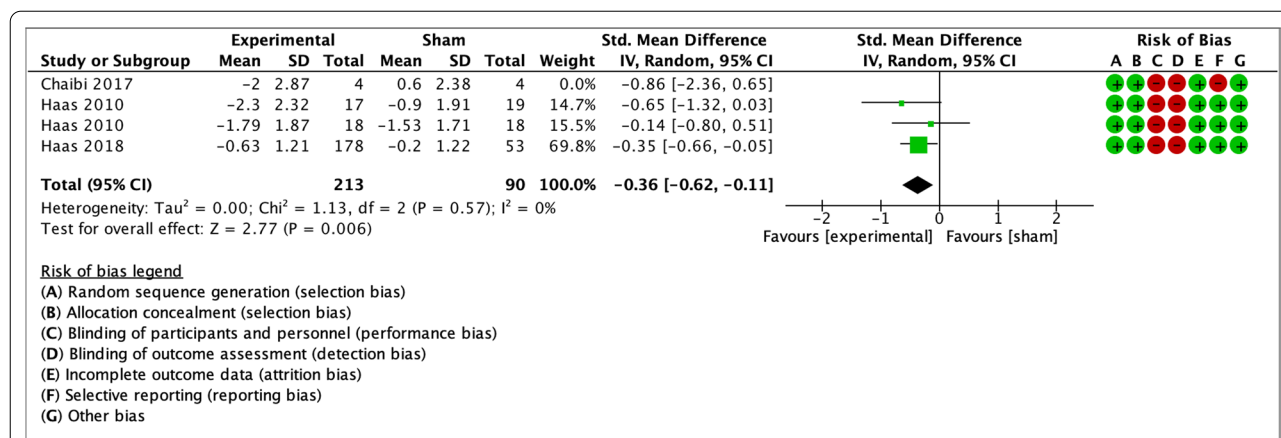 Experimental Sham Std. Mean Difference Std. Mean Difference Risk of Bias
Study or Subgroup Mean SD Total Mean SD Total Weight IV, Random, 95% CI IV, Random, 95% CI A B C D E F G
Chaibi 2017 −2 2.87 4 0.6 2.38 4 0.0% −0.86 [−2.36, 0.65] + + − − + − +
Haas 2010 −2.3 2.32 17 −0.9 1.91 19 14.7% −0.65 [−1.32, 0.03] + + − − + + +
Haas 2010 −1.79 1.87 18 −1.53 1.71 18 15.5% −0.14 [−0.80, 0.51] + + − − + + +
Haas 2018 −0.63 1.21 178 −0.2 1.22 53 69.8% −0.35 [−0.66, −0.05] + + − − + + +
Total (95% CI) 213 90 100.0% −0.36 [−0.62, −0.11]
Heterogeneity: Tau² = 0.00; Chi² = 1.13, df = 2 (P = 0.57); I² = 0%
Test for overall effect: Z = 2.77 (P = 0.006)
−2 −1 0 1 2
Favours [experimental] Favours [sham]
Risk of bias legend
(A) Random sequence generation (selection bias)
(B) Allocation concealment (selection bias)
(C) Blinding of participants and personnel (performance bias)
(D) Blinding of outcome assessment (detection bias)
(E) Incomplete outcome data (attrition bias)
(F) Selective reporting (reporting bias)
(G) Other bias